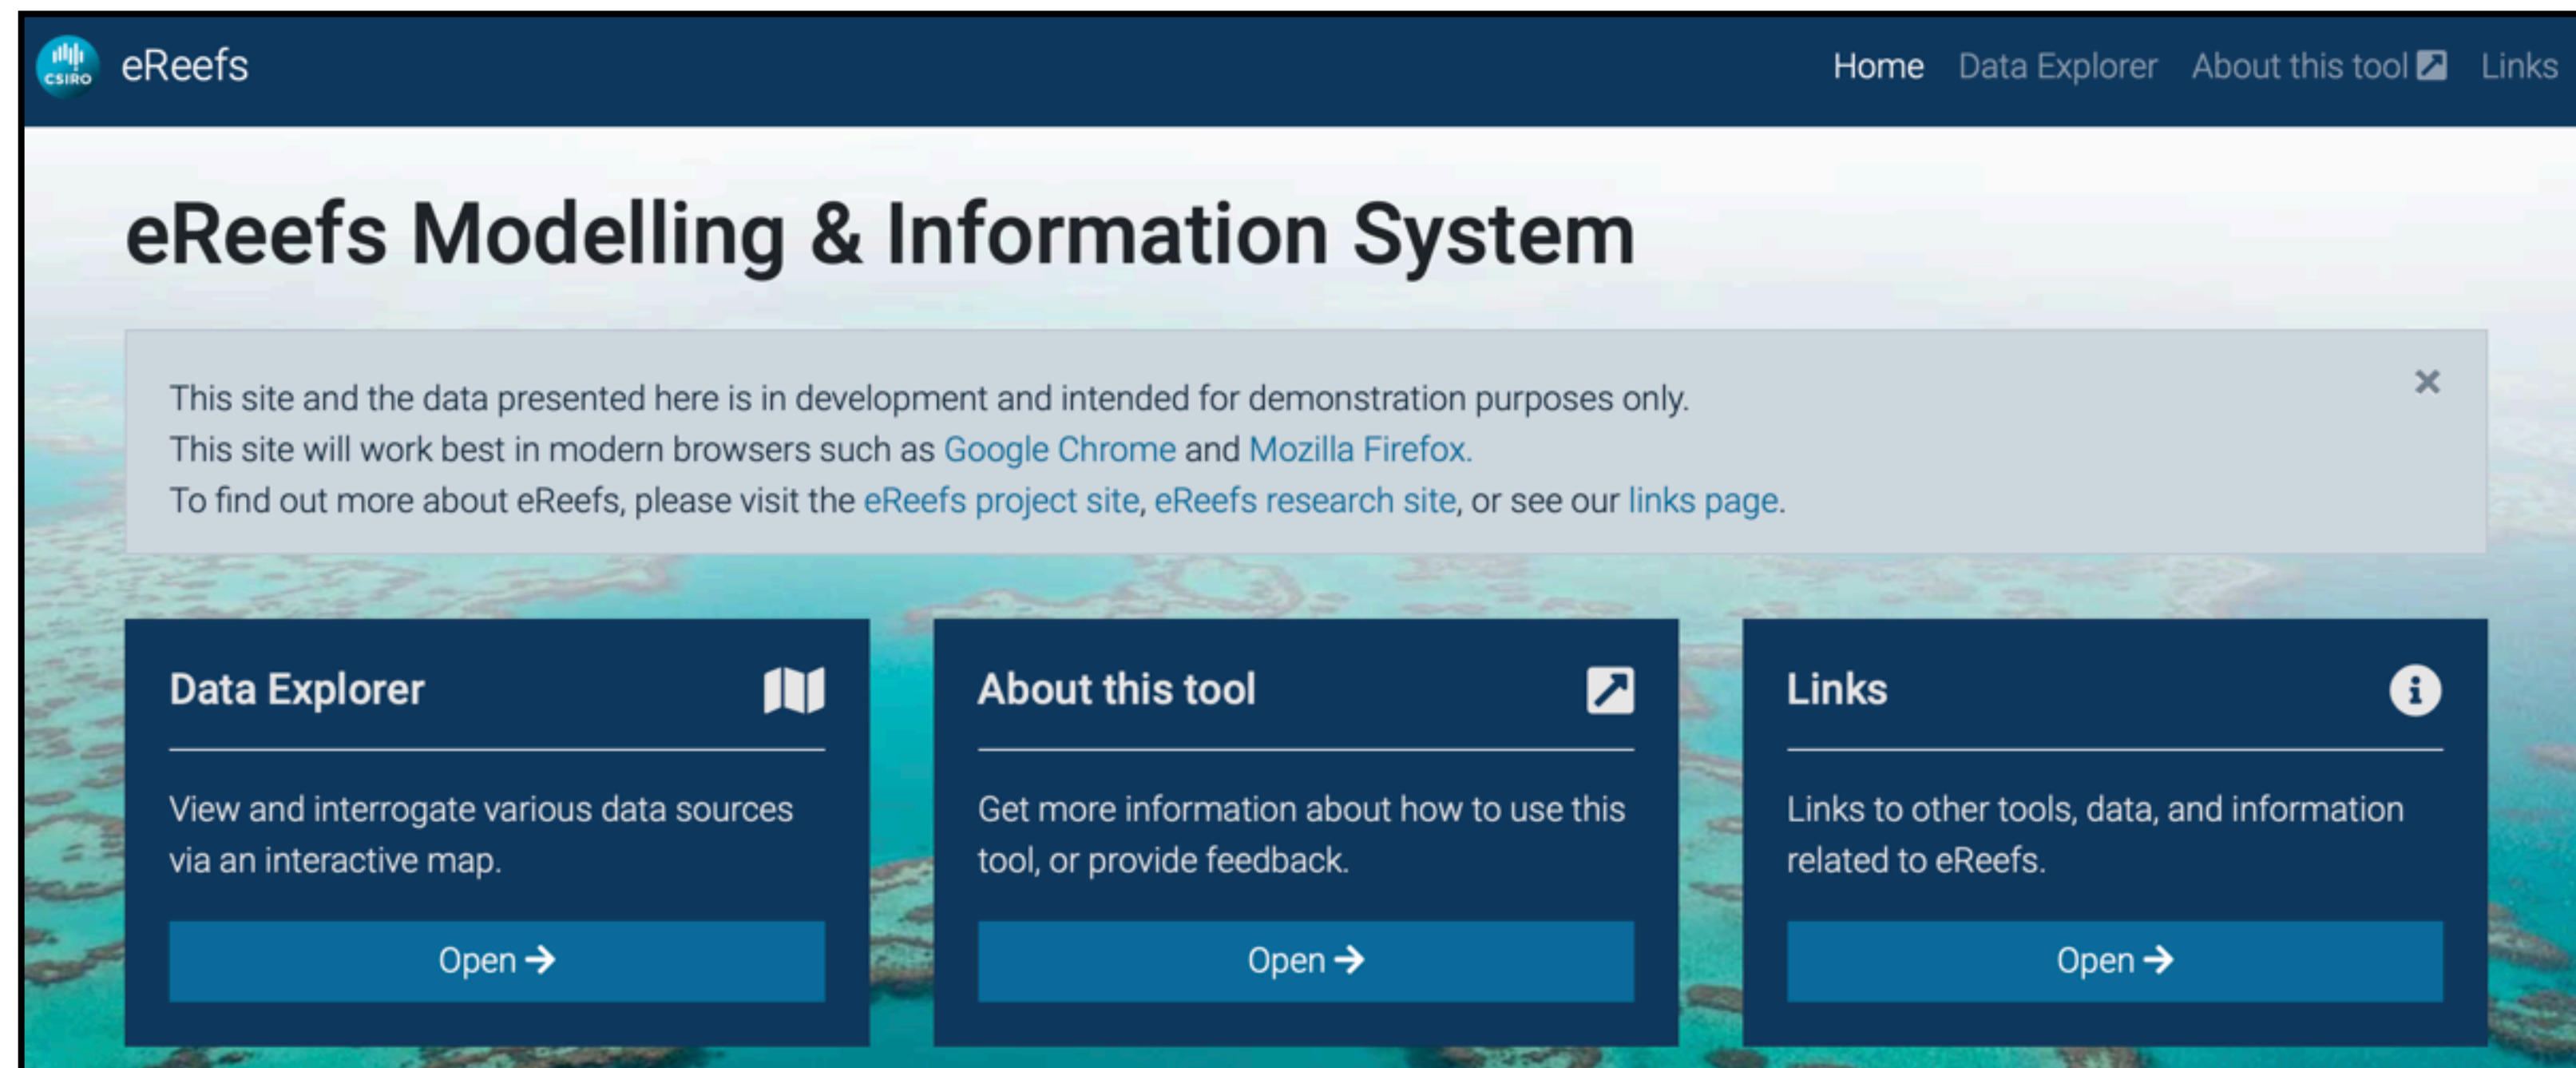 CSIRO
eReefs
Home Data Explorer About this tool Links
eReefs Modelling & Information System
This site and the data presented here is in development and intended for demonstration purposes only.
This site will work best in modern browsers such as Google Chrome and Mozilla Firefox.
To find out more about eReefs, please visit the eReefs project site, eReefs research site, or see our links page.
Data Explorer
View and interrogate various data sources
via an interactive map.
Open
About this tool
Get more information about how to use this
tool, or provide feedback.
Open
Links
Links to other tools, data, and information
related to eReefs.
Open